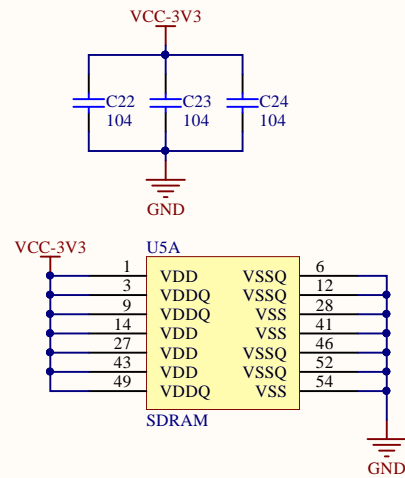 VCC-3V3
C22 C23 C24
104 104 104
GND
VCC-3V3
U5A
1 VDD VSSQ 6
3 VDDQ VSSQ 12
9 VDDQ VSS 28
14 VDD VSS 41
27 VDD VSSQ 46
43 VDD VSSQ 52
49 VDDQ VSS 54
SDRAM
GND